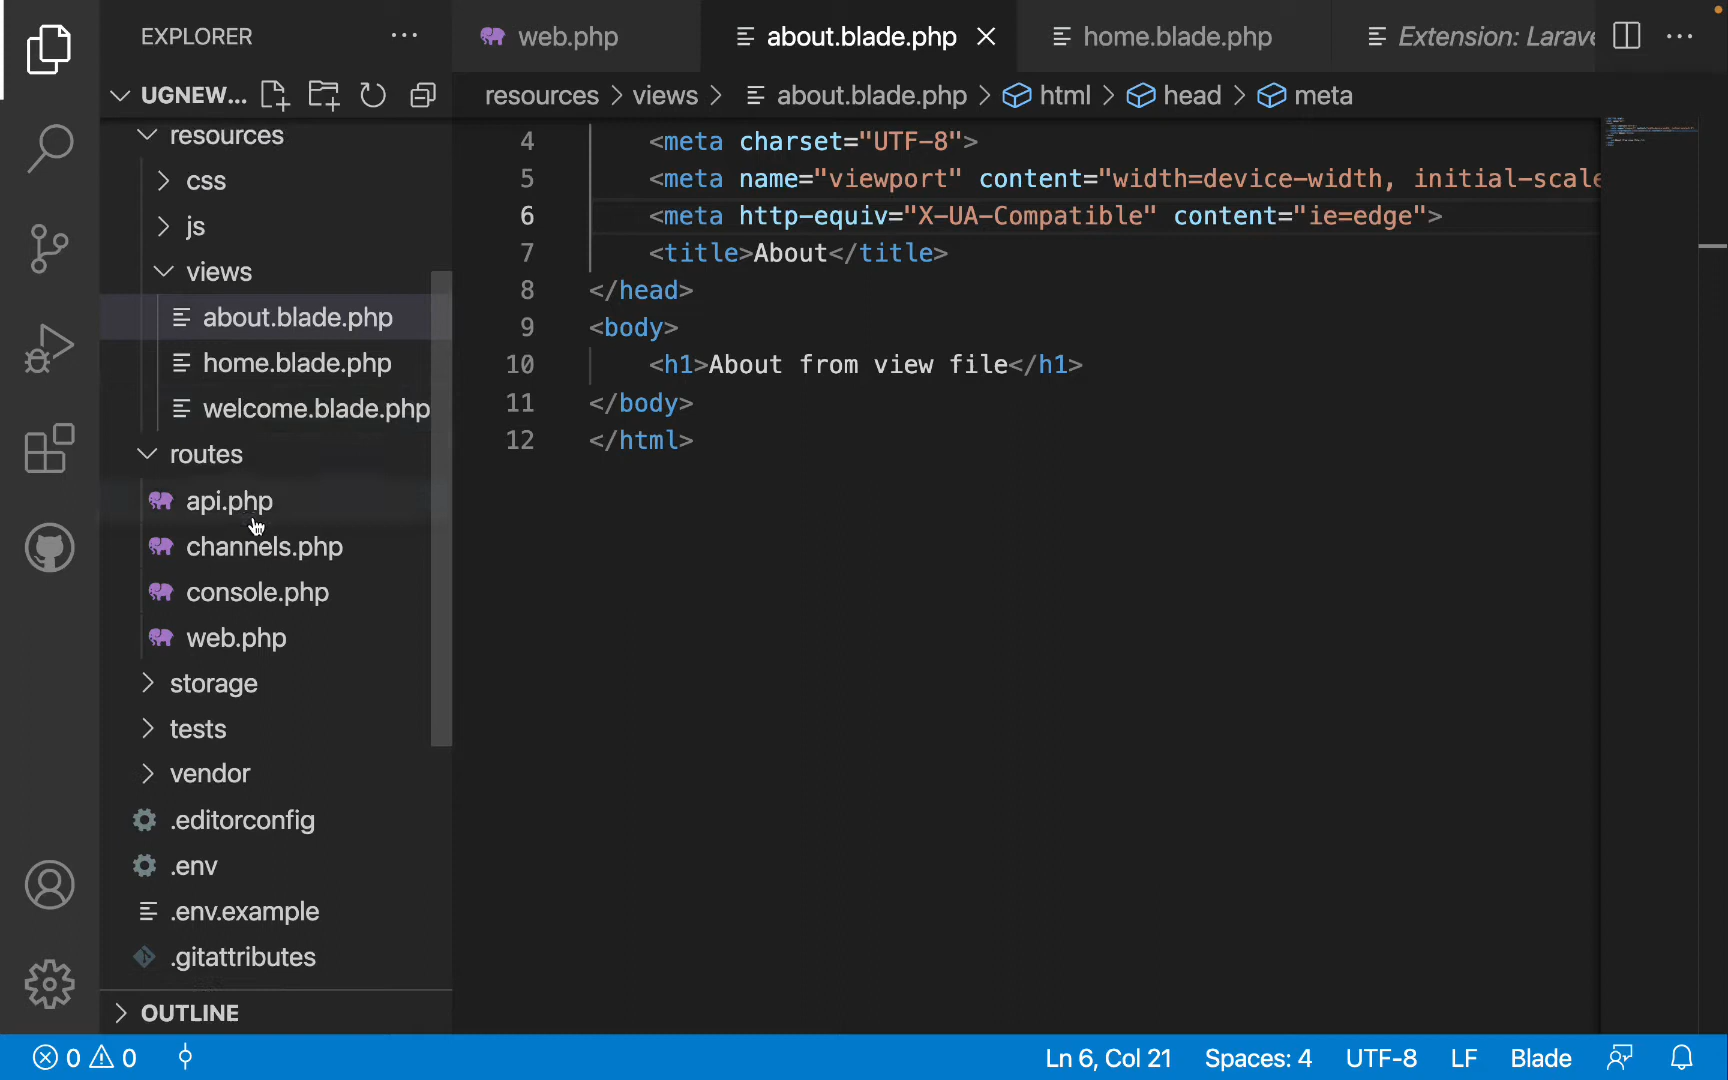 EXPLORER
web.php
about.blade.php
home.blade.php
Extension: Larave
UGNEW...
resources > views > about.blade.php > html > head > meta
resources
css
js
views
about.blade.php
home.blade.php
welcome.blade.php
routes
api.php
channels.php
console.php
web.php
storage
tests
vendor
.editorconfig
.env
.env.example
.gitattributes
OUTLINE
4 <meta charset="UTF-8">
5 <meta name="viewport" content="width=device-width, initial-scale
6 <meta http-equiv="X-UA-Compatible" content="ie=edge">
7 <title>About</title>
8 </head>
9 <body>
10 <h1>About from view file</h1>
11 </body>
12 </html>
0 0
Ln 6, Col 21
Spaces: 4
UTF-8
LF
Blade